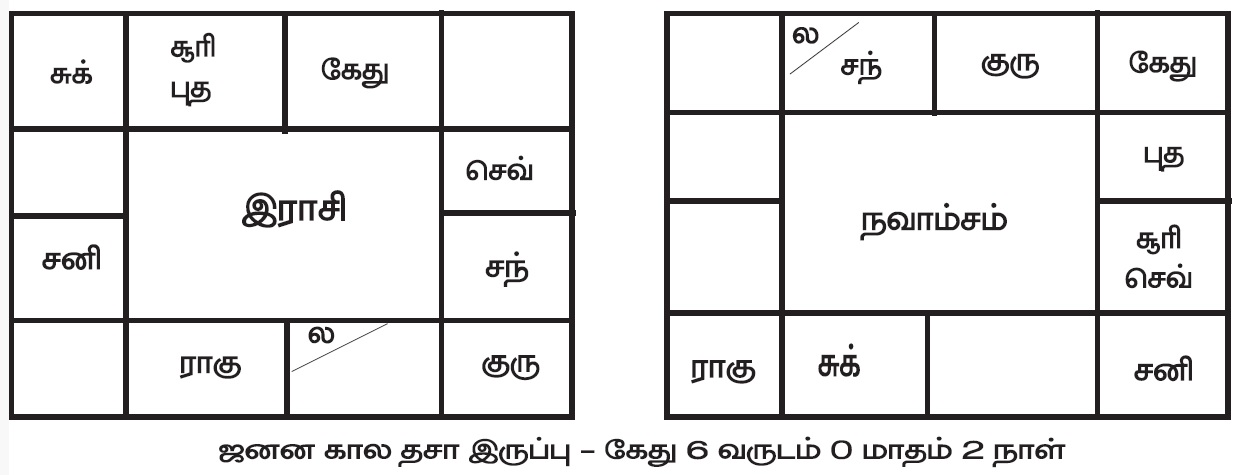 சுக்
சூரி
புத
கேது
செவ்
இராசி
சனி
சந்
ராகு
ல
குரு
ல
சந்
குரு
கேது
புத
நவாம்சம்
சூரி
செவ்
ராகு
சுக்
சனி
ஜனன கால தசா இருப்பு – கேது 6 வருடம் 0 மாதம் 2 நாள்